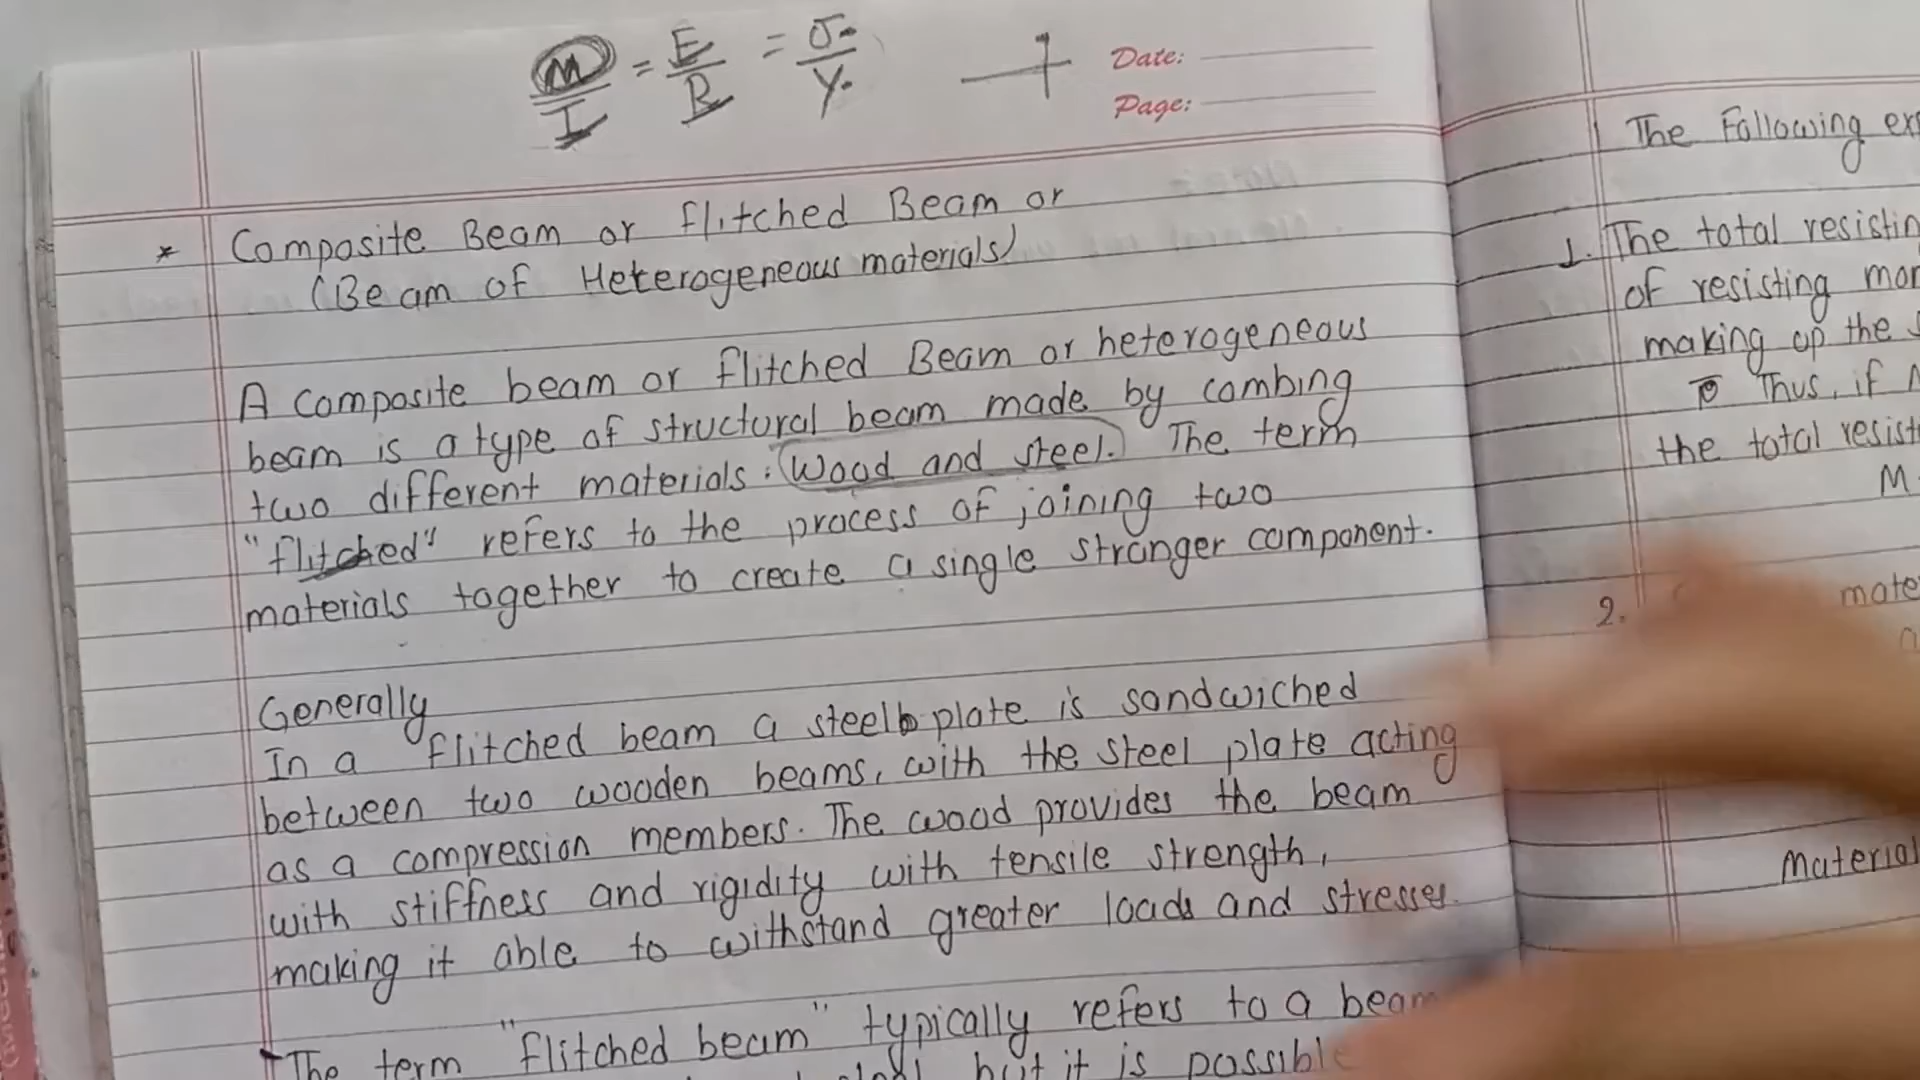 M/I = E/R = σ/y
Date:
Page:
* Composite Beam or flitched Beam or
(Beam of Heterogeneous materials)
A composite beam or flitched Beam or heterogeneous
beam is a type of structural beam made by combing
two different materials : Wood and steel. The term
"flitched" refers to the process of joining two
materials together to create a single stronger component.
Generally
In a flitched beam a steel plate is sandwiched
between two wooden beams, with the steel plate acting
as a compression members. The wood provides the beam
with stiffness and rigidity with tensile strength,
making it able to withstand greater loads and stresses.
The term "flitched beam" typically refers to a beam
but it is possible
The Following
1. The total
of resisting
making up the
Thus, if
the total
M
2.